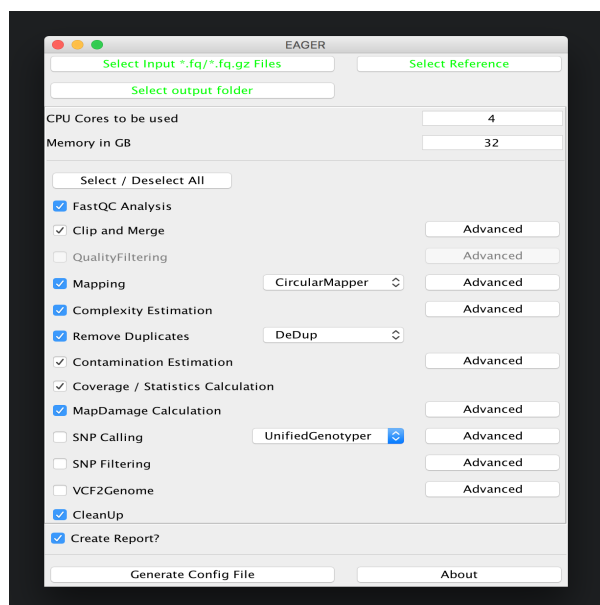 EAGER
Select Input *.fq/*.fq.gz Files Select Reference
Select output folder
CPU Cores to be used 4
Memory in GB 32
Select / Deselect All
FastQC Analysis
Clip and Merge Advanced
QualityFiltering Advanced
Mapping CircularMapper Advanced
Complexity Estimation Advanced
Remove Duplicates DeDup
Contamination Estimation Advanced
Coverage / Statistics Calculation
MapDamage Calculation Advanced
SNP Calling UnifiedGenotyper Advanced
SNP Filtering Advanced
VCF2Genome Advanced
CleanUp
Create Report?
Generate Config File About